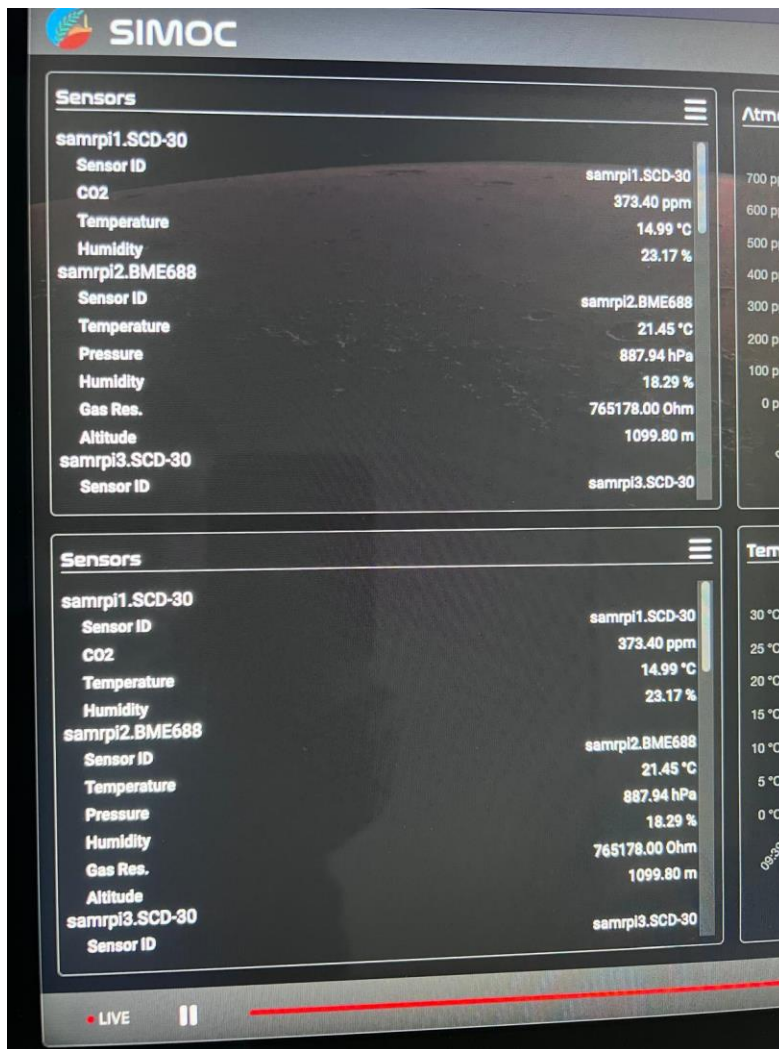 SIMOC
Sensors
samrpi1.SCD-30
Sensor ID samrpi1.SCD-30
CO2 373.40 ppm
Temperature 14.99 °C
Humidity 23.17 %
samrpi2.BME688
Sensor ID samrpi2.BME688
Temperature 21.45 °C
Pressure 887.94 hPa
Humidity 18.29 %
Gas Res. 765178.00 Ohm
Altitude 1099.80 m
samrpi3.SCD-30
Sensor ID samrpi3.SCD-30
700 p
600 p
500 p
400 p
300 p
200 p
100 p
0 p
Sensors
samrpi1.SCD-30
Sensor ID samrpi1.SCD-30
CO2 373.40 ppm
Temperature 14.99 °C
Humidity 23.17 %
samrpi2.BME688
Sensor ID samrpi2.BME688
Temperature 21.45 °C
Pressure 887.94 hPa
Humidity 18.29 %
Gas Res. 765178.00 Ohm
Altitude 1099.80 m
samrpi3.SCD-30
Sensor ID samrpi3.SCD-30
30 °C
25 °C
20 °C
15 °C
10 °C
5 °C
0 °C
LIVE